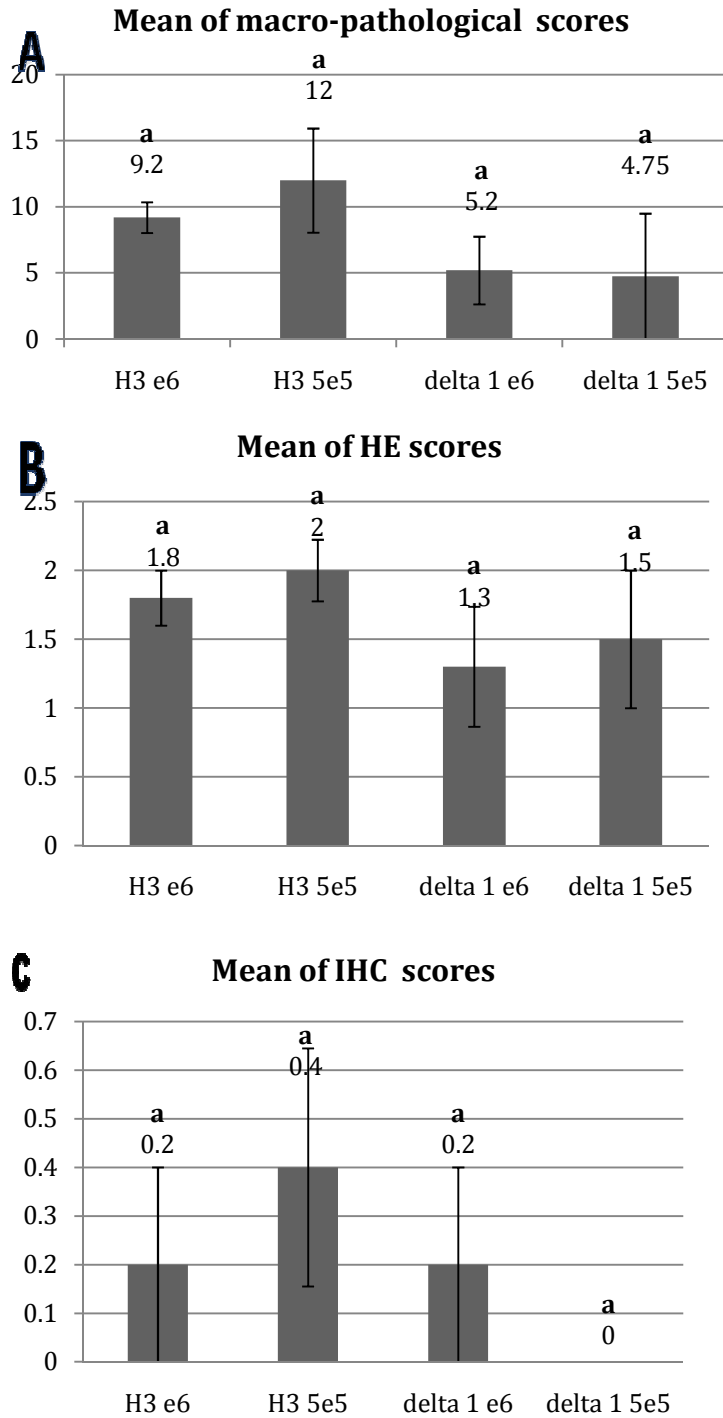 A
Mean of macro-pathological scores
20
15
10
5
0
a
9.2
a
12
a
5.2
a
4.75
H3 e6
H3 5e5
delta 1 e6
delta 1 5e5
B
Mean of HE scores
2.5
2
1.5
1
0.5
0
a
1.8
a
2
a
1.3
a
1.5
H3 e6
H3 5e5
delta 1 e6
delta 1 5e5
C
Mean of IHC scores
0.7
0.6
0.5
0.4
0.3
0.2
0.1
0
a
0.2
a
0.4
a
0.2
a
0
H3 e6
H3 5e5
delta 1 e6
delta 1 5e5